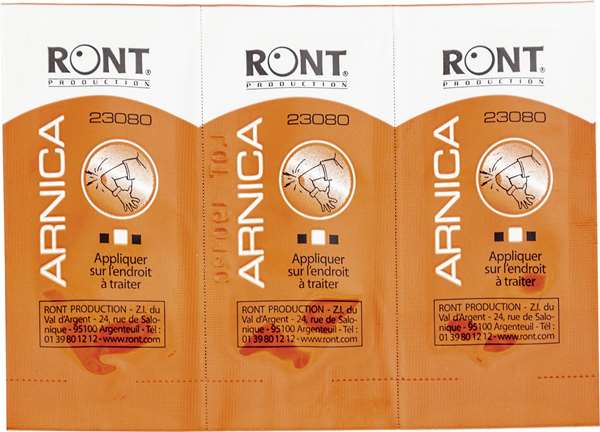 RONT®
PRODUCTION
23080
ARNICA
Appliquer
sur l'endroit
à traiter
RONT PRODUCTION - Z.I. du
Val d'Argent - 24, rue de Salo-
nique - 95100 Argenteuil - Tél :
01 39 80 12 12 - www.ront.com
RONT®
PRODUCTION
23080
ARNICA
Appliquer
sur l'endroit
à traiter
RONT PRODUCTION - Z.I. du
Val d'Argent - 24, rue de Salo-
nique - 95100 Argenteuil - Tél :
01 39 80 12 12 - www.ront.com
RONT®
PRODUCTION
23080
ARNICA
Appliquer
sur l'endroit
à traiter
RONT PRODUCTION - Z.I. du
Val d'Argent - 24, rue de Salo-
nique - 95100 Argenteuil - Tél :
01 39 80 12 12 - www.ront.com
LOT